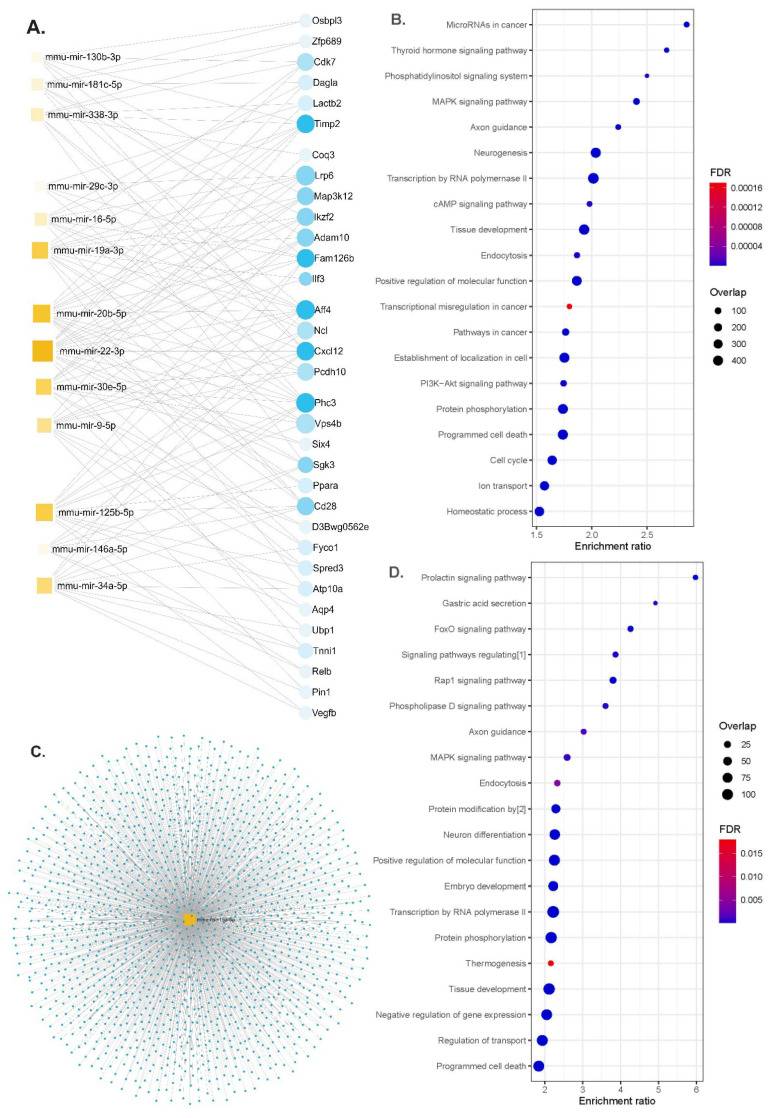 A.
mmu-mir-130b-3p
mmu-mir-181c-5p
mmu-mir-338-3p
mmu-mir-29c-3p
mmu-mir-16-5p
mmu-mir-19a-3p
mmu-mir-20b-5p
mmu-mir-22-3p
mmu-mir-30e-5p
mmu-mir-9-5p
mmu-mir-125b-5p
mmu-mir-146a-5p
mmu-mir-34a-5p
Osbpl3
Zfp689
Cdk7
Dagla
Lactb2
Timp2
Coq3
Lrp6
Map3k12
Ikzf2
Adam10
Fam126b
Ilf3
Aff4
Ncl
Cxcl12
Pcdh10
Phc3
Vps4b
Six4
Sgk3
Ppara
Cd28
D3Bwg0562e
Fyco1
Spred3
Atp10a
Aqp4
Ubp1
Tnni1
Relb
Pin1
Vegfb
B.
MicroRNAs in cancer
Thyroid hormone signaling pathway
Phosphatidylinositol signaling system
MAPK signaling pathway
Axon guidance
Neurogenesis
Transcription by RNA polymernase II
cAMP signaling pathway
Tissue development
Endocytosis
Positive regulation of molecular function
Transcriptional misregulation in cancer
Pathways in cancer
Establishment of localization in cell
PI3K−Akt signaling pathway
Protein phosphorylation
Programmed cell death
Cell cycle
Ion transport
Homeostatic process
1.5 2.0 2.5
Enrichment ratio
FDR
0.00016
0.00012
0.00008
0.00004
Overlap
100
200
300
400
C.
D.
Prolactin signaling pathway
Gastric acid secretion
FoxO signaling pathway
Signaling pathways regulating[1]
Rap1 signaling pathway
Phospholipase D signaling pathway
Axon guidance
MAPK signaling pathway
Endocytosis
Protein modification by[2]
Neuron differentiation
Positive regulation of molecular function
Embryo development
Transcription by RNA polymerase II
Protein phosphorylation
Thermogenesis
Tissue development
Negative regulation of gene expression
Regulation of transport
Programmed cell death
2 3 4 5 6
Enrichment ratio
Overlap
25
50
75
100
FDR
0.015
0.010
0.005